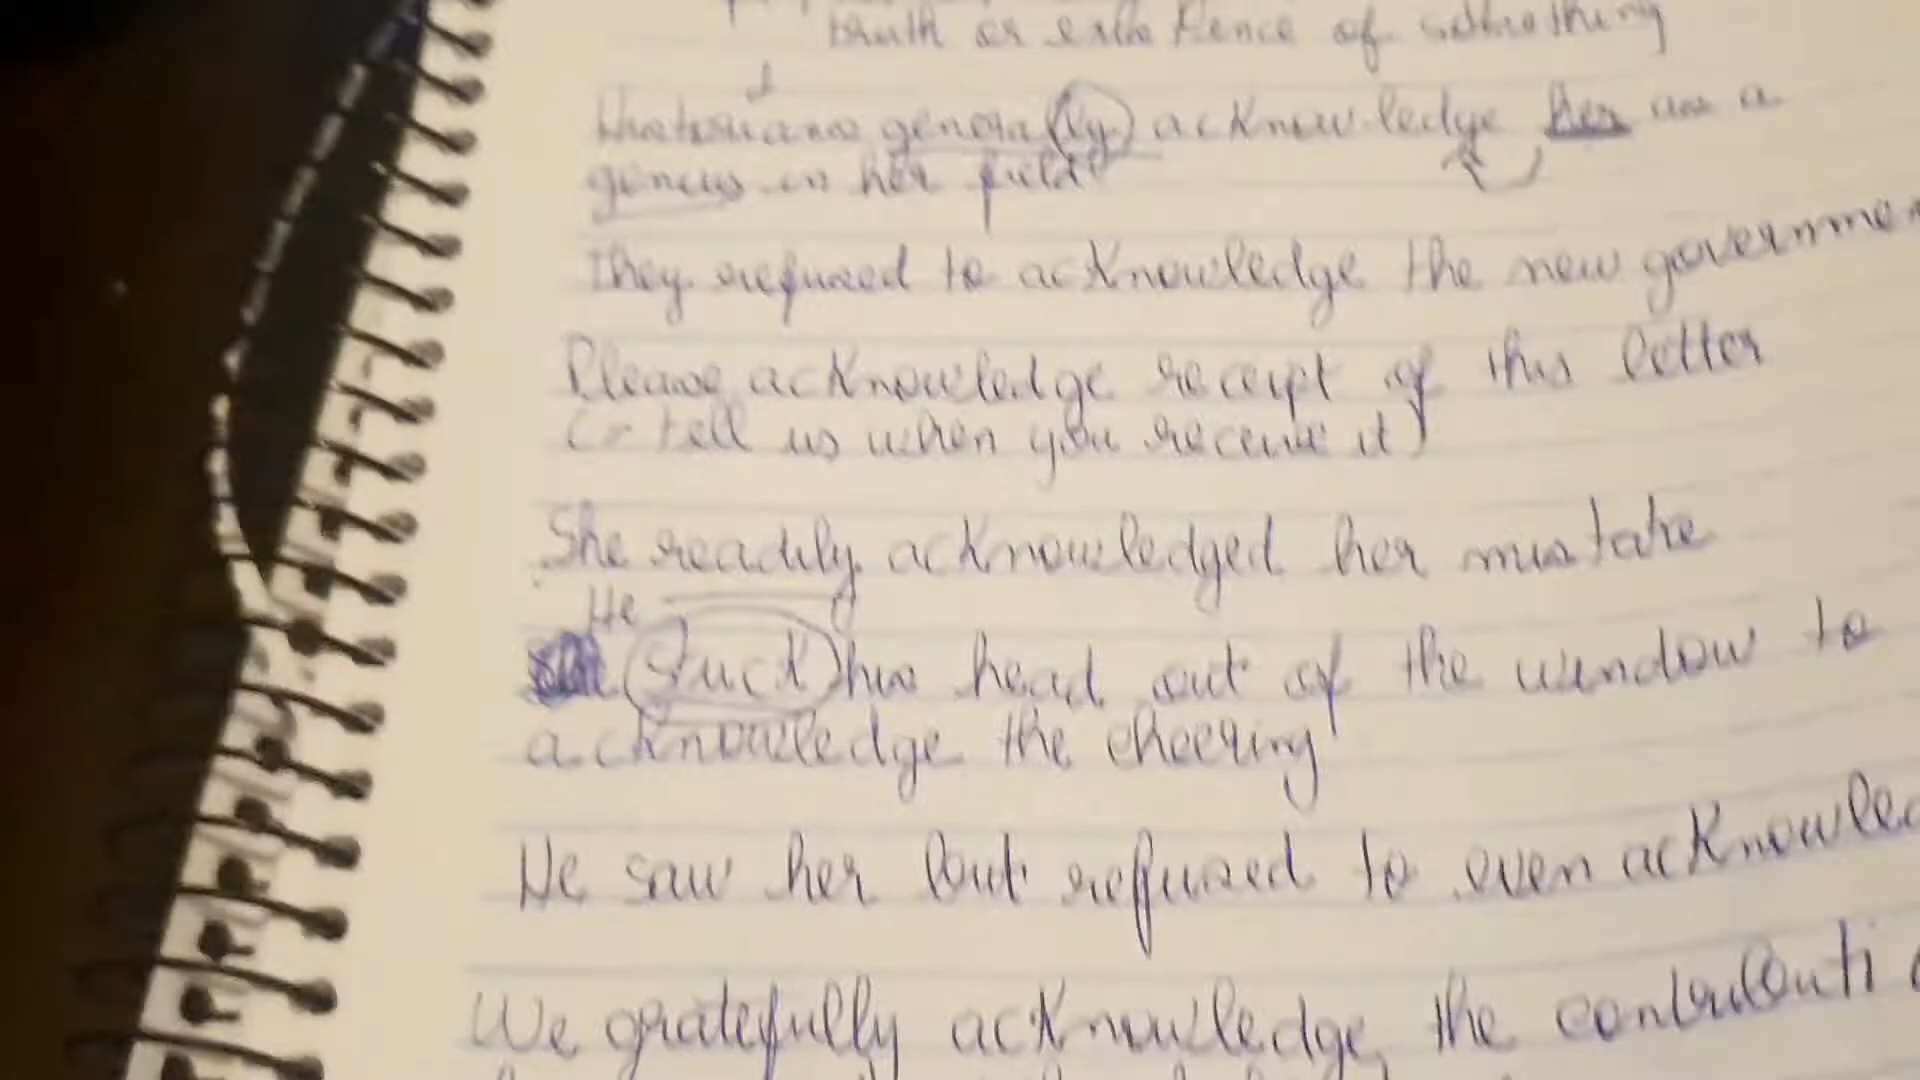 truth or existence of something
Historians generally acknowledge her as a
genius in her field
They refused to acknowledge the new governme
Please acknowledge receipt of this letter
(= tell us when you receive it)
She readily acknowledged her mistake
He
stuck his head out of the window to
acknowledge the cheering
He saw her but refused to even acknowled
We gratefully acknowledge the contributi